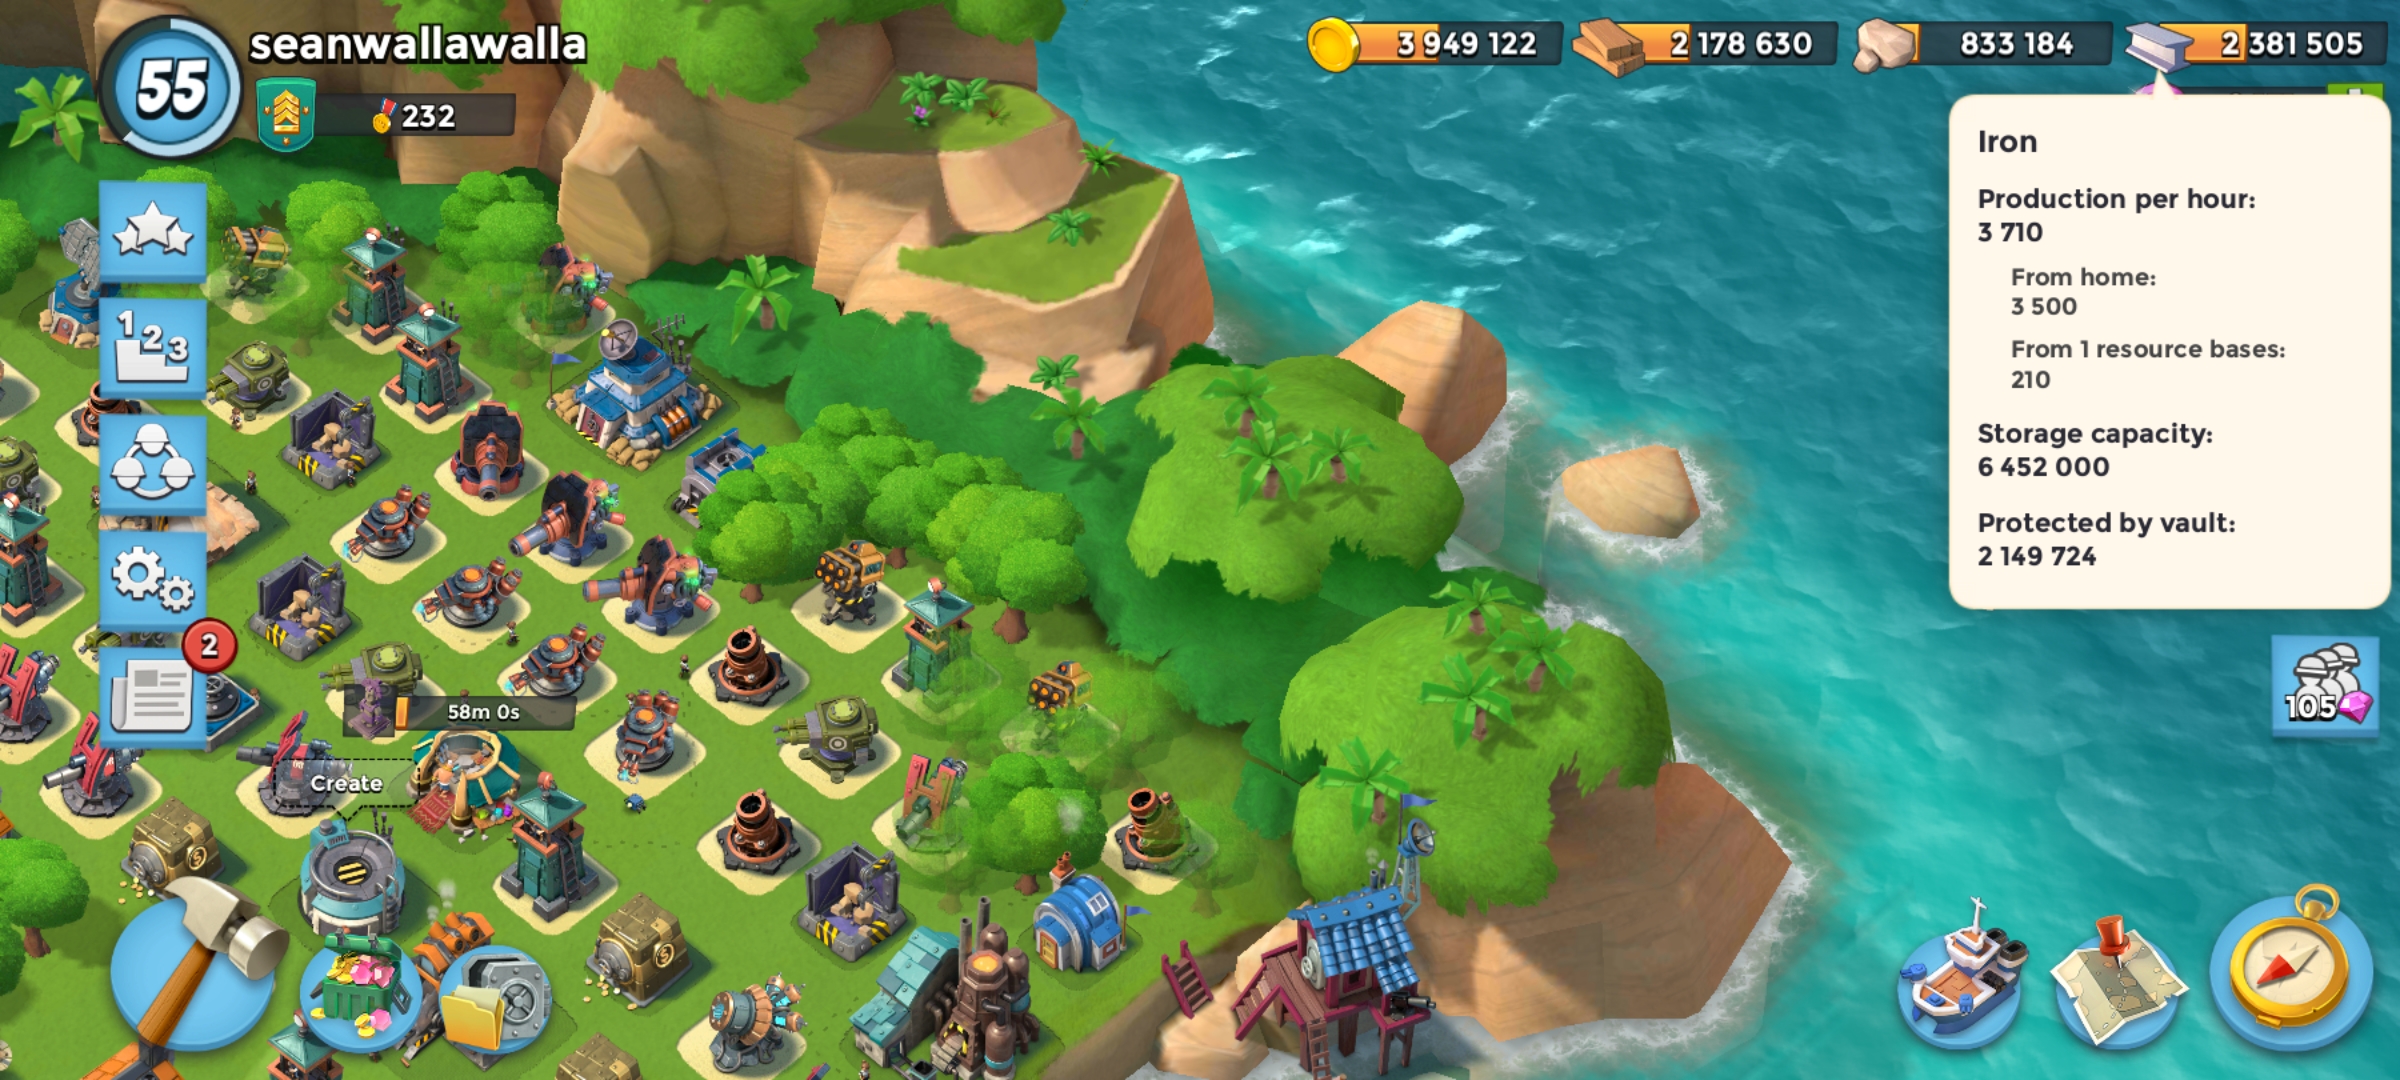 55
seanwallawalla
232
3 949 122
2 178 630
833 184
2 381 505
Iron
Production per hour:
3 710
From home:
3 500
From 1 resource bases:
210
Storage capacity:
6 452 000
Protected by vault:
2 149 724
123
2
58m 0s
Create
105